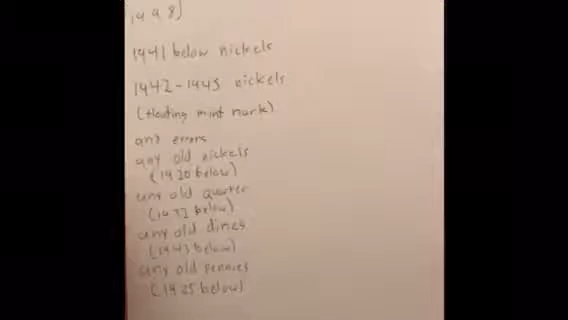 1998)
1941 below nickels
1942-1945 nickels
(floating mint mark)
any errors
any old nickels
(1920 below)
any old quarter
(1932 below)
any old dimes
(1943 below)
any old pennies
(1925 below)